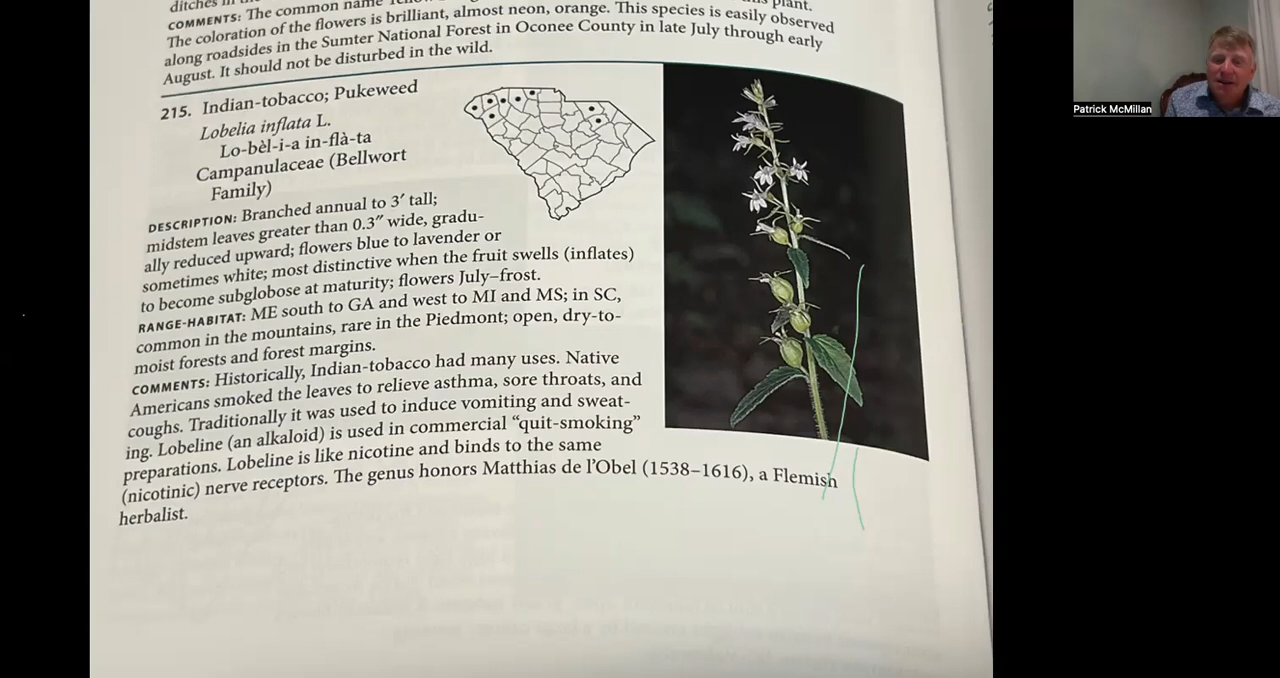 ditches in
plant.
COMMENTS: The common name
The coloration of the flowers is brilliant, almost neon, orange. This species is easily observed
along roadsides in the Sumter National Forest in Oconee County in late July through early
August. It should not be disturbed in the wild.
215. Indian-tobacco; Pukeweed
Lobelia inflata L.
Lo-bèl-i-a in-flà-ta
Campanulaceae (Bellwort
Family)
DESCRIPTION: Branched annual to 3′ tall;
midstem leaves greater than 0.3″ wide, gradu-
ally reduced upward; flowers blue to lavender or
sometimes white; most distinctive when the fruit swells (inflates)
to become subglobose at maturity; flowers July–frost.
RANGE-HABITAT: ME south to GA and west to MI and MS; in SC,
common in the mountains, rare in the Piedmont; open, dry-to-
moist forests and forest margins.
COMMENTS: Historically, Indian-tobacco had many uses. Native
Americans smoked the leaves to relieve asthma, sore throats, and
coughs. Traditionally it was used to induce vomiting and sweat-
ing. Lobeline (an alkaloid) is used in commercial “quit-smoking”
preparations. Lobeline is like nicotine and binds to the same
(nicotinic) nerve receptors. The genus honors Matthias de l’Obel (1538–1616), a Flemish
herbalist.
Patrick McMillan